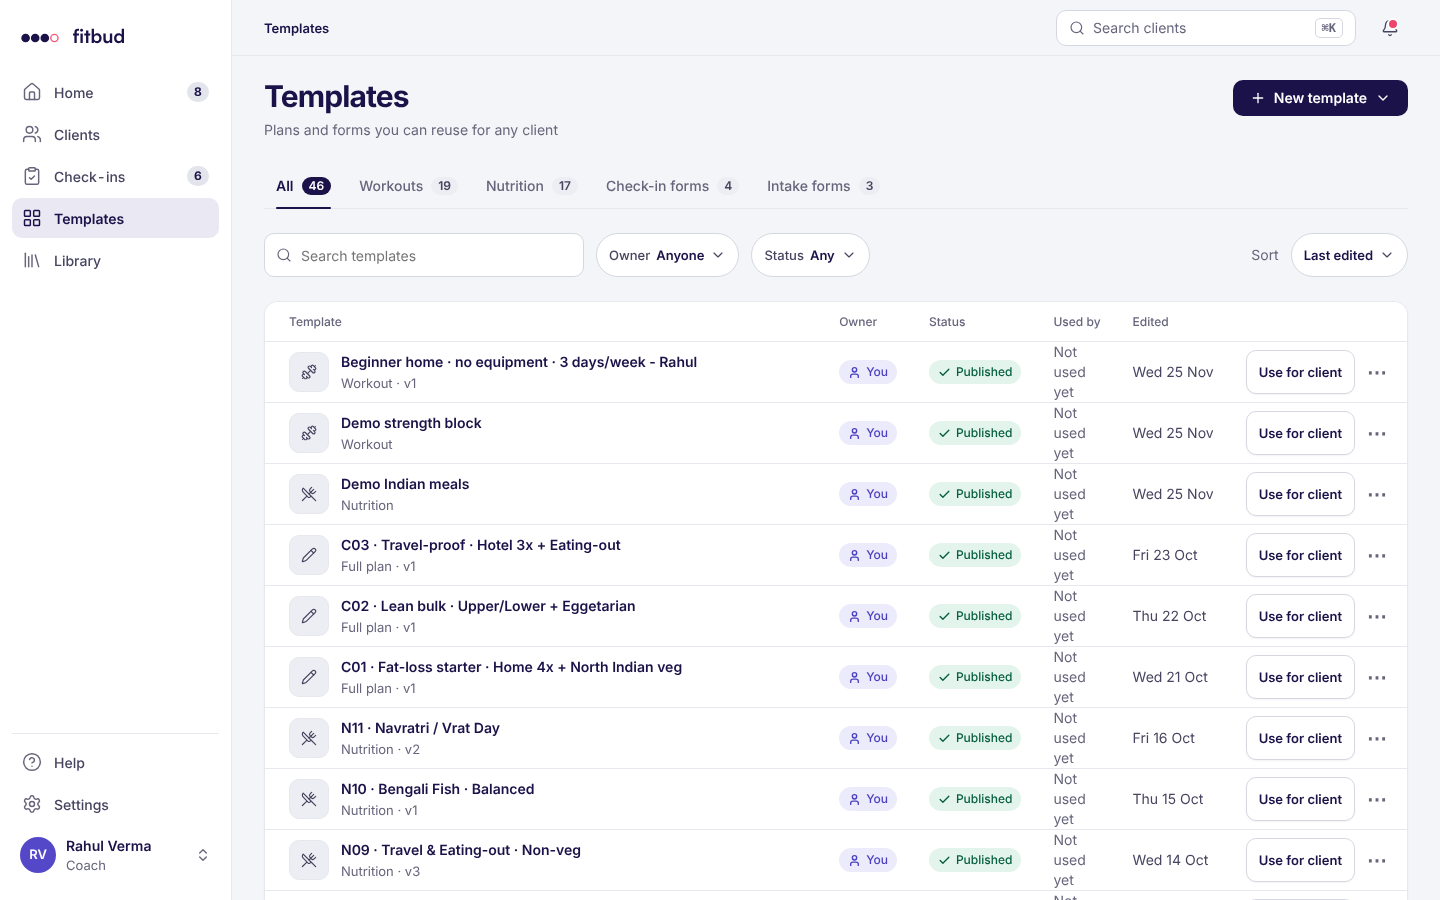 fitbud
Templates
Search clients
⌘K
Home
8
Clients
Check-ins
6
Templates
Library
Help
Settings
RV
Rahul Verma
Coach
Templates
Plans and forms you can reuse for any client
New template
All 46
Workouts 19
Nutrition 17
Check-in forms 4
Intake forms 3
Search templates
Owner Anyone
Status Any
Sort
Last edited
Template Owner Status Used by Edited
Beginner home · no equipment · 3 days/week - Rahul
Workout · v1
You
Published
Not
used
yet
Wed 25 Nov
Use for client
Demo strength block
Workout
You
Published
Not
used
yet
Wed 25 Nov
Use for client
Demo Indian meals
Nutrition
You
Published
Not
used
yet
Wed 25 Nov
Use for client
C03 · Travel-proof · Hotel 3x + Eating-out
Full plan · v1
You
Published
Not
used
yet
Fri 23 Oct
Use for client
C02 · Lean bulk · Upper/Lower + Eggetarian
Full plan · v1
You
Published
Not
used
yet
Thu 22 Oct
Use for client
C01 · Fat-loss starter · Home 4x + North Indian veg
Full plan · v1
You
Published
Not
used
yet
Wed 21 Oct
Use for client
N11 · Navratri / Vrat Day
Nutrition · v2
You
Published
Not
used
yet
Fri 16 Oct
Use for client
N10 · Bengali Fish · Balanced
Nutrition · v1
You
Published
Not
used
yet
Thu 15 Oct
Use for client
N09 · Travel & Eating-out · Non-veg
Nutrition · v3
You
Published
Not
used
yet
Wed 14 Oct
Use for client
Not